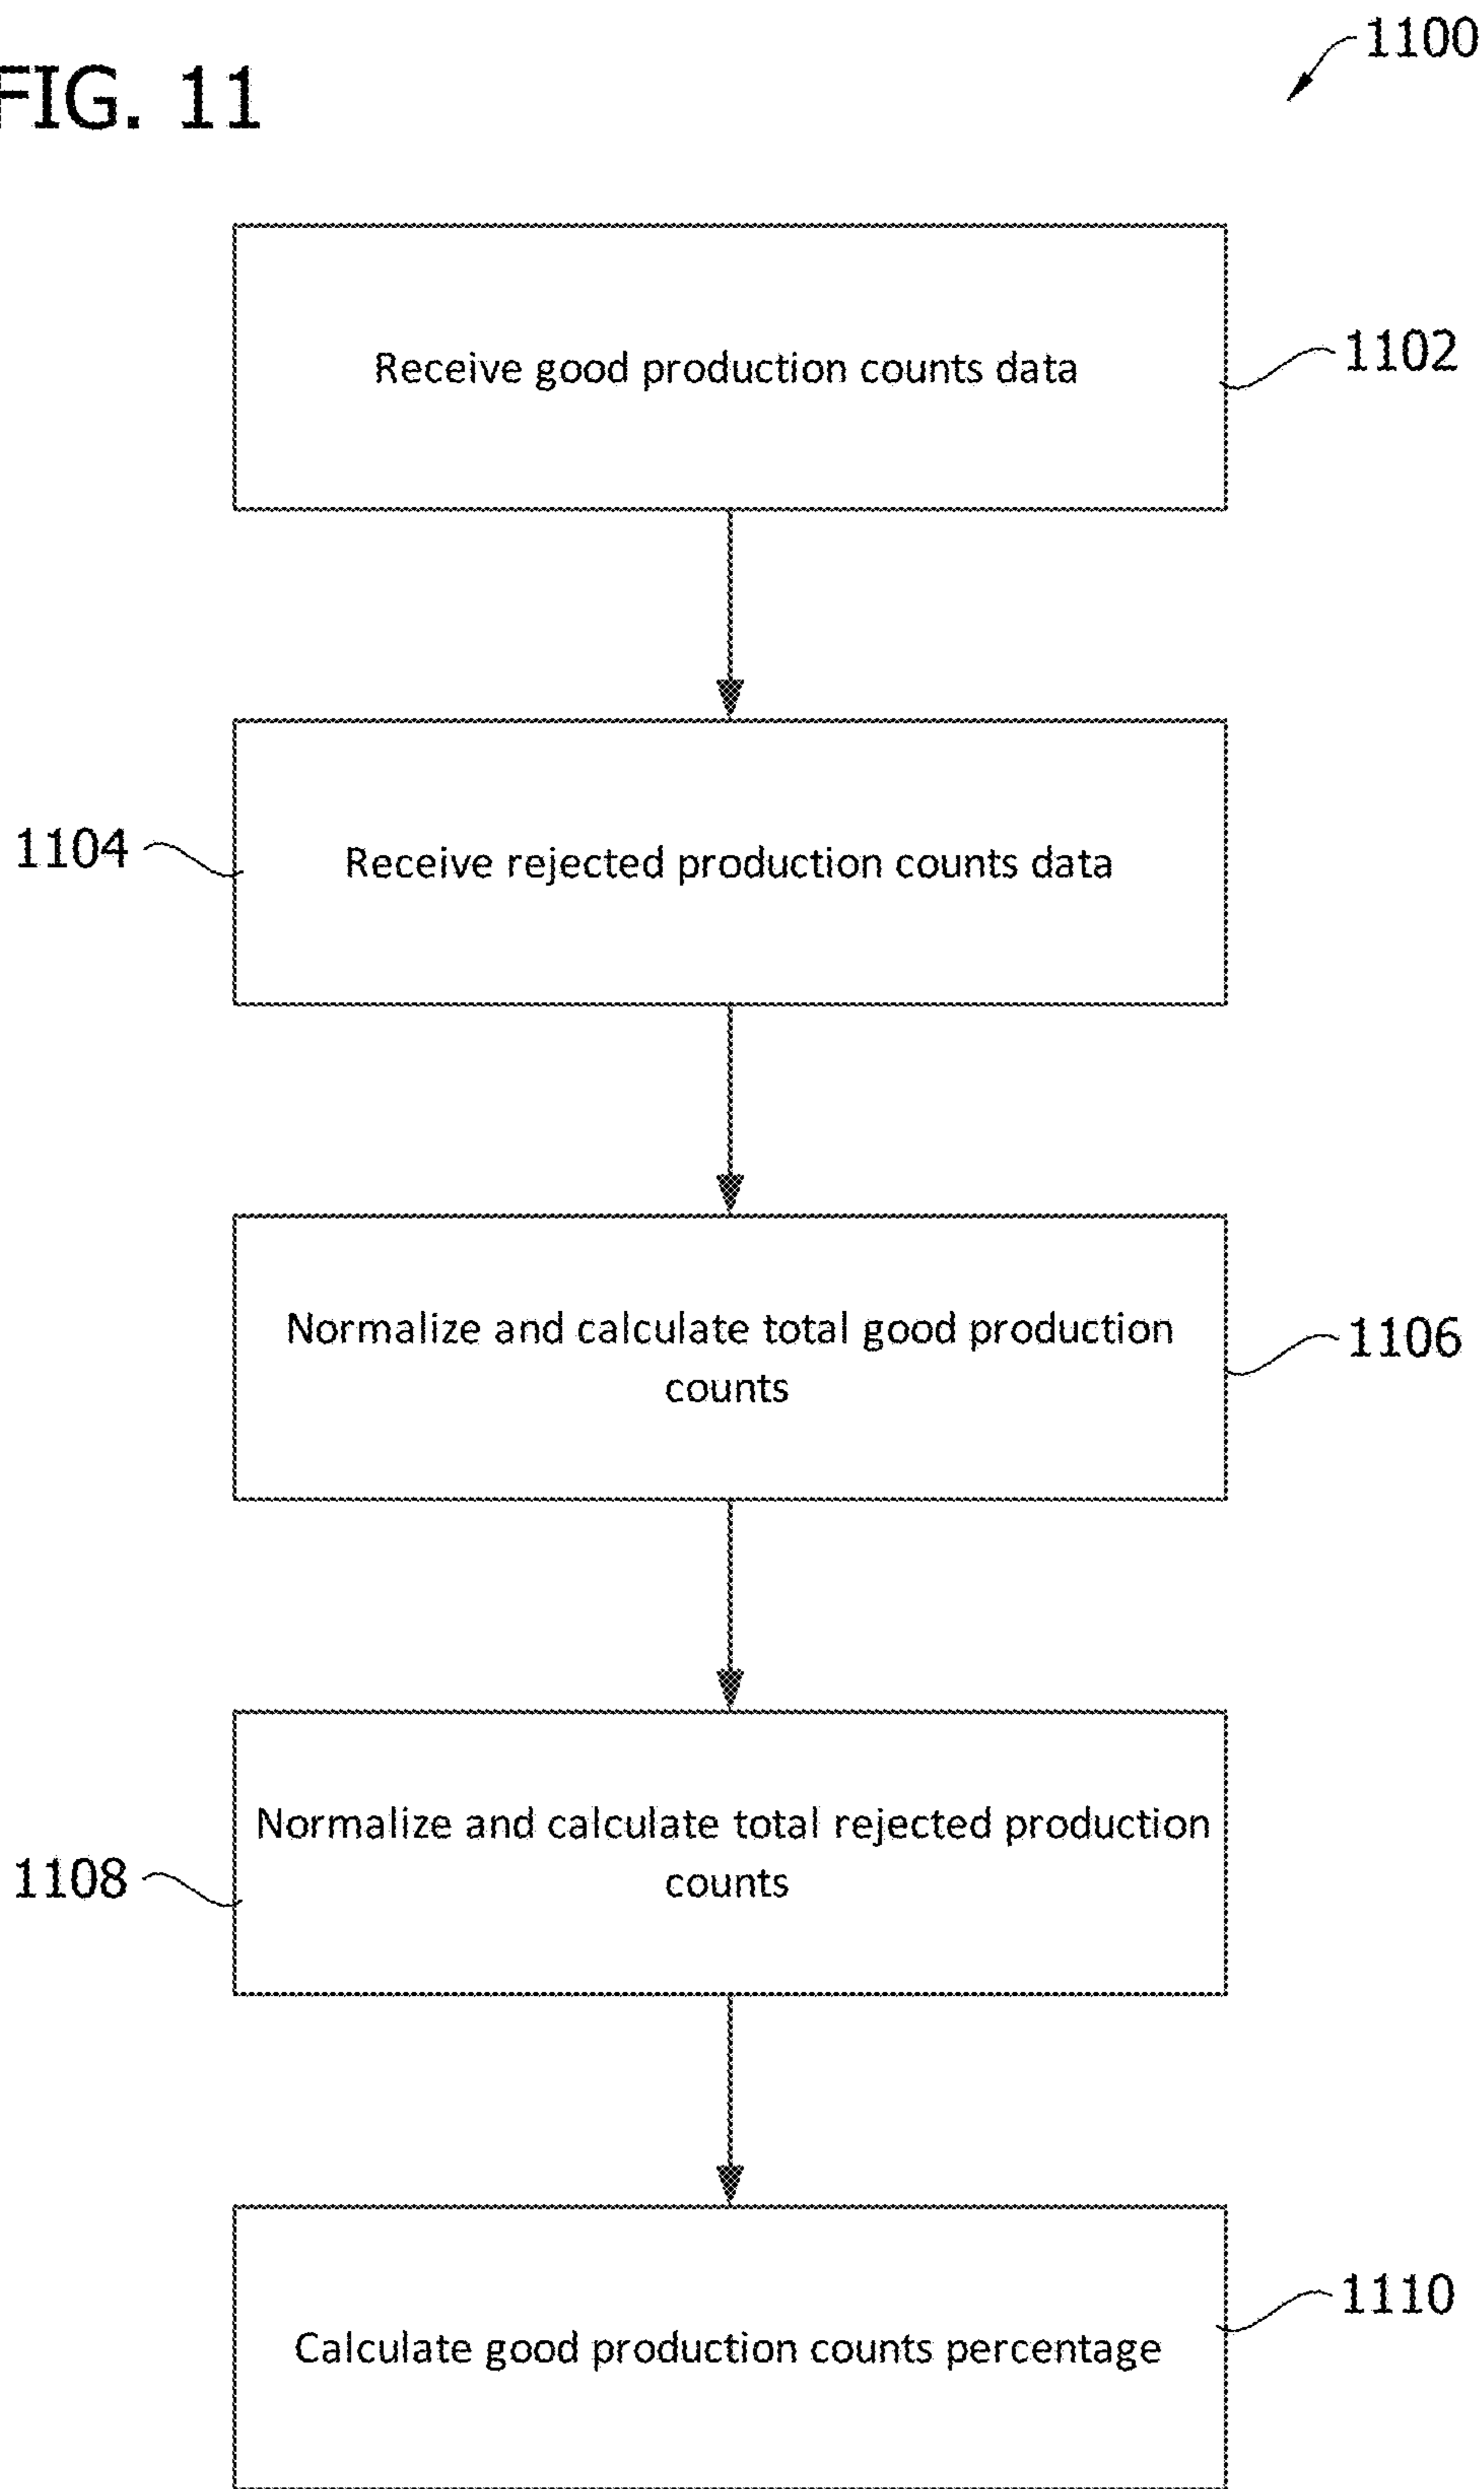 FIG. 11
1100
Receive good production counts data
1102
1104
Receive rejected production counts data
Normalize and calculate total good production
counts
1106
Normalize and calculate total rejected production
counts
1108
Calculate good production counts percentage
1110